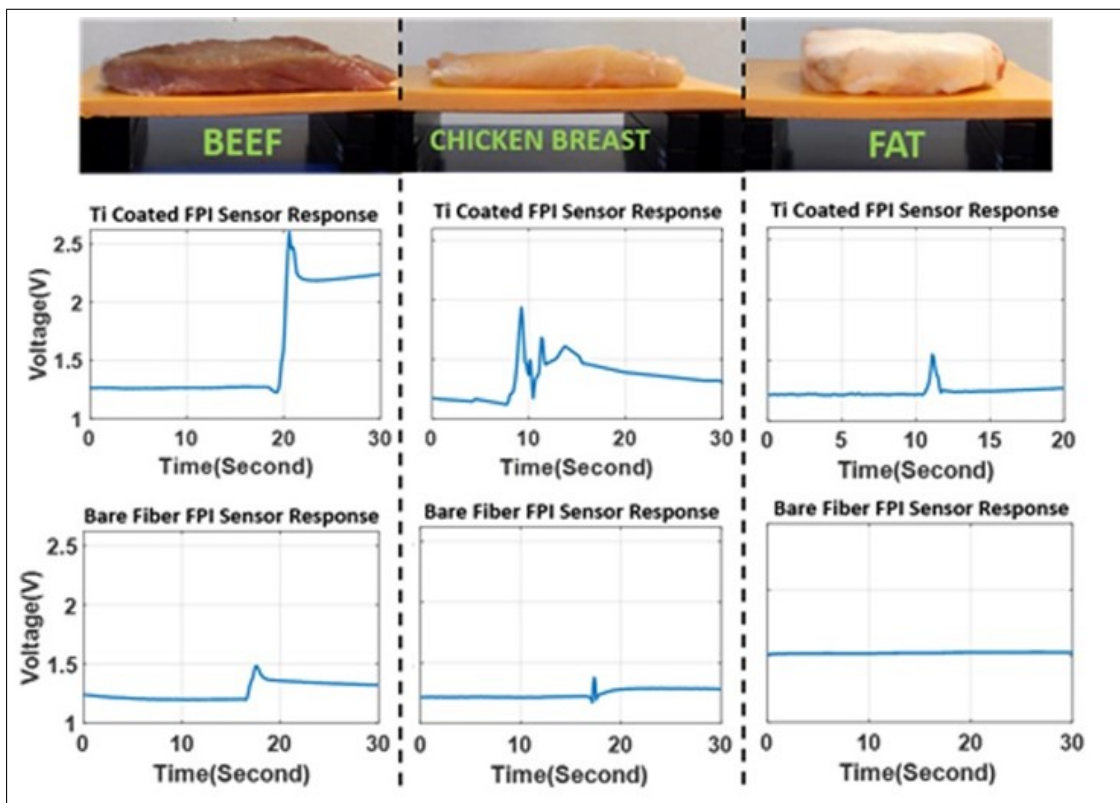 BEEF
CHICKEN BREAST
FAT
Ti Coated FPI Sensor Response
Ti Coated FPI Sensor Response
Ti Coated FPI Sensor Response
Voltage(V)
2.5
2
1.5
1
0 10 20 30
0 10 20 30
0 5 10 15 20
Time(Second)
Time(Second)
Time(Second)
Bare Fiber FPI Sensor Response
Bare Fiber FPI Sensor Response
Bare Fiber FPI Sensor Response
Voltage(V)
2.5
2
1.5
1
0 10 20 30
0 10 20 30
0 10 20 30
Time(Second)
Time(Second)
Time(Second)